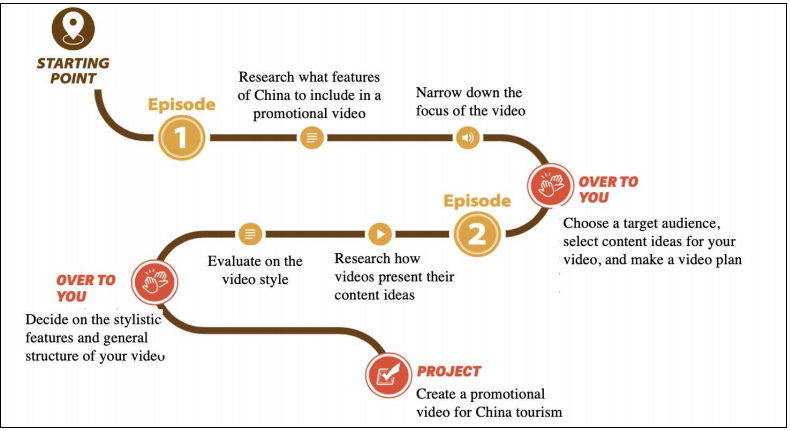 STARTING
POINT
Episode
1
Research what features
of China to include in a
promotional video
Narrow down the
focus of the video
OVER TO
YOU
Choose a target audience,
select content ideas for your
video, and make a video plan
Episode
2
Research how
videos present their
content ideas
Evaluate on the
video style
OVER TO
YOU
Decide on the stylistic
features and general
structure of your video
PROJECT
Create a promotional
video for China tourism